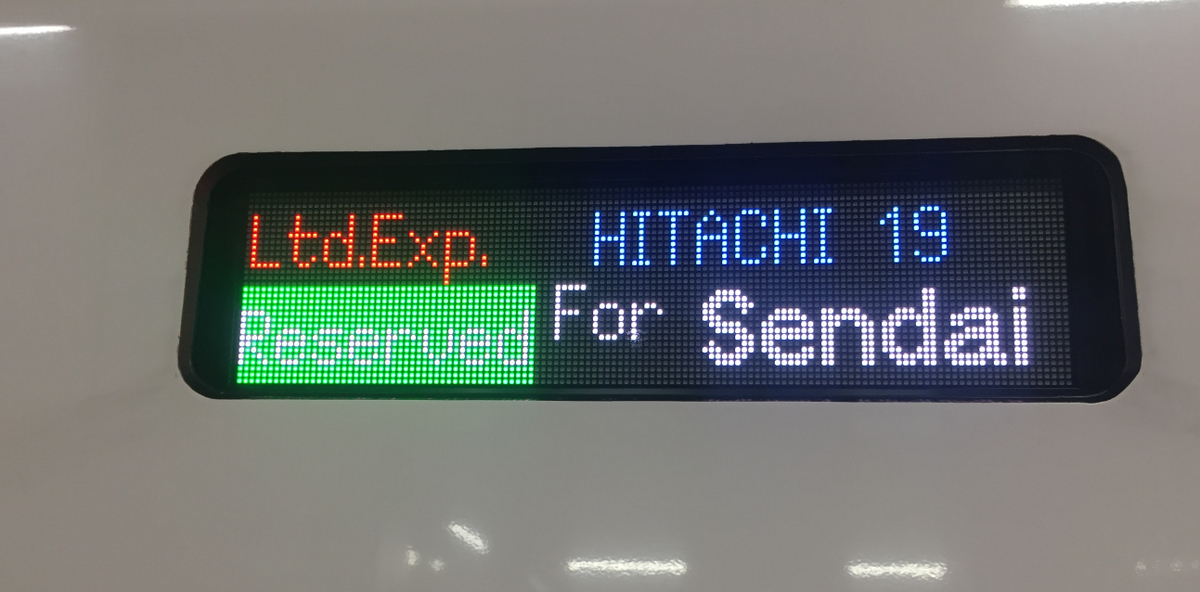 Ltd.Exp. HITACHI 19
Reserved For Sendai